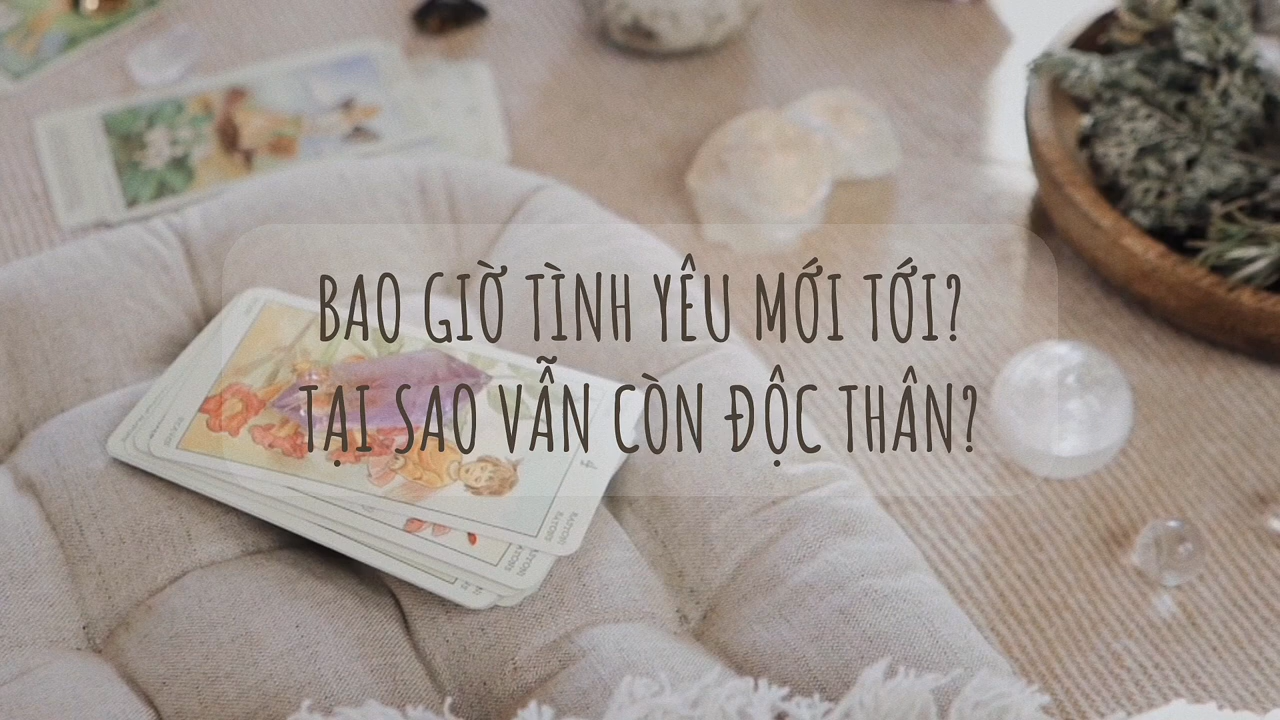 BAO GIỜ TÌNH YÊU MỚI TỚI?
TẠI SAO VẪN CÒN ĐỘC THÂN?